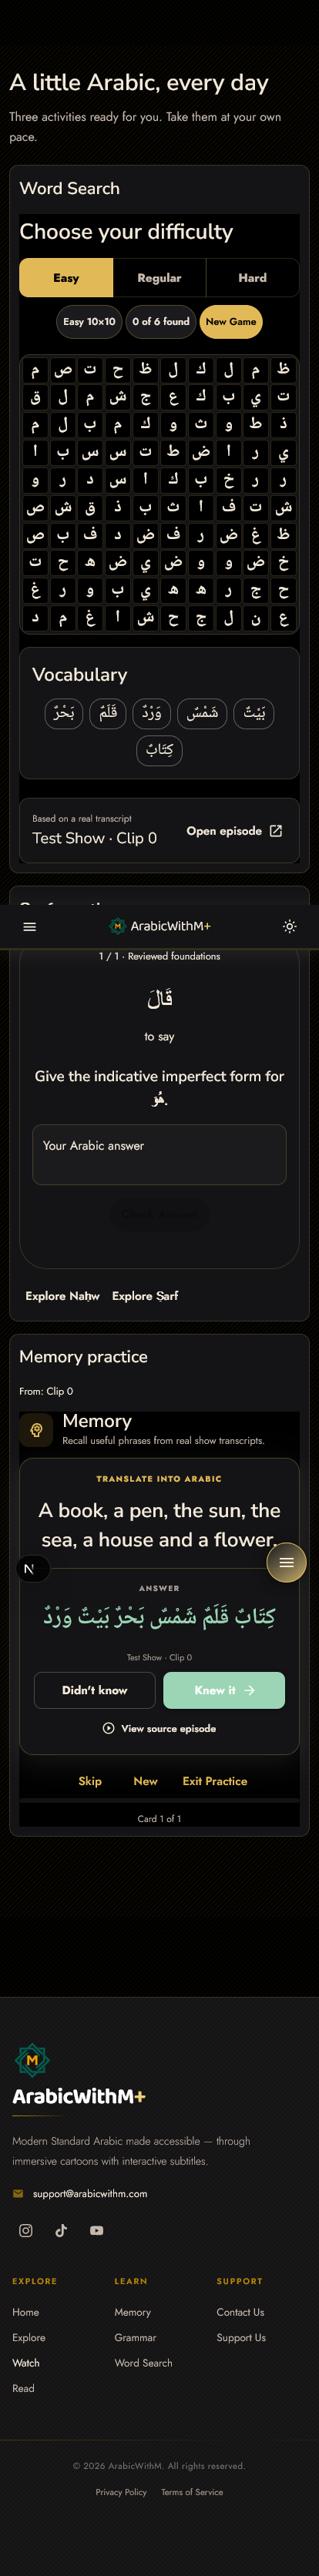 A little Arabic, every day
Three activities ready for you. Take them at your own
pace.
Word Search
Choose your difficulty
Easy Regular Hard
Easy 10×10 0 of 6 found New Game
ظ م ل ك ل ظ ح ت ص م
ت ي ب ك ع ج ش م ل ق
ذ ط و ث و ك م ب ل م
ي ر ا ض ط ت س س ب ا
ر ر خ ب ك ا س د ر و
ش ت ف ا ث ب ذ ق ش ص
ظ غ ض ر ف ض د ف ب ص
خ ض و و ض ي ض ه ح ت
ح ج ر ه ه ي ب و ر غ
ع ن ل ج ح ش ا غ م د
Vocabulary
بَيْتٌ شَمْسٌ وَرْدٌ قَلَمٌ بَحْرٌ
كِتَابٌ
Based on a real transcript
Test Show · Clip 0
Open episode
ArabicWithM+
1 / 1 · Reviewed foundations
قَالَ
to say
Give the indicative imperfect form for
هُوَ.
Your Arabic answer
Explore Naḥw Explore Ṣarf
Memory practice
From: Clip 0
Memory
Recall useful phrases from real show transcripts.
TRANSLATE INTO ARABIC
A book, a pen, the sun, the
sea, a house and a flower.
N
ANSWER
كِتَابٌ قَلَمٌ شَمْسٌ بَحْرٌ بَيْتٌ وَرْدٌ
Test Show · Clip 0
Didn't know Knew it
View source episode
Skip New Exit Practice
Card 1 of 1
M
ArabicWithM+
Modern Standard Arabic made accessible — through
immersive cartoons with interactive subtitles.
support@arabicwithm.com
EXPLORE LEARN SUPPORT
Home Memory Contact Us
Explore Grammar Support Us
Watch Word Search
Read
© 2026 ArabicWithM. All rights reserved.
Privacy Policy Terms of Service